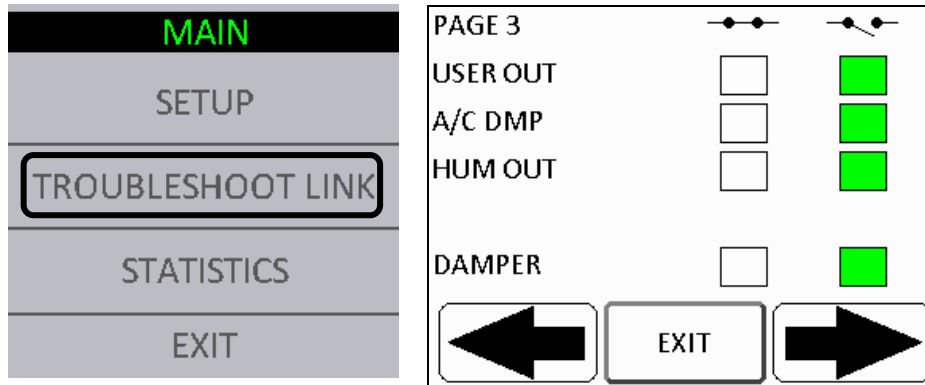 MAIN
SETUP
TROUBLESHOOT LINK
STATISTICS
EXIT
PAGE 3
USER OUT
A/C DMP
HUM OUT
DAMPER
EXIT